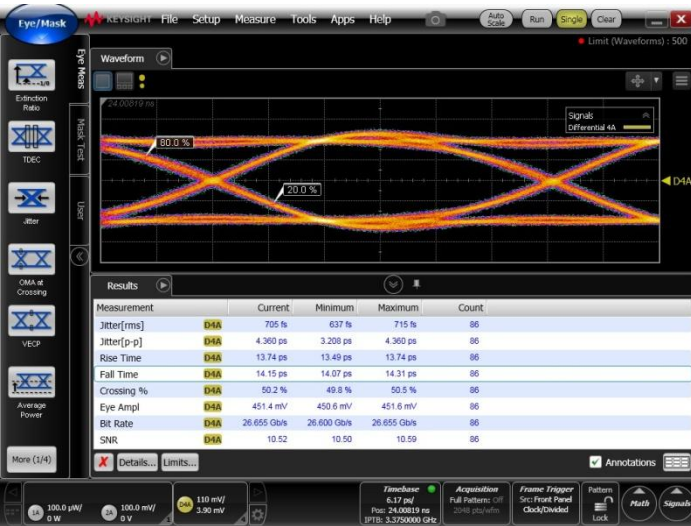 Eye/Mask
KEYSIGHT File Setup Measure Tools Apps Help
Auto Scale
Run
Single
Clear
Limit (Waveforms) : 500
Waveform
Eye Meas
Mask Test
User
Extinction Ratio
TDEC
Jitter
OMA at Crossing
VECP
Average Power
More (1/4)
24.00819 ns
80.0 %
20.0 %
Signals
Differential 4A
D4A
Results
Measurement Current Minimum Maximum Count
Jitter[rms] D4A 705 fs 637 fs 715 fs 86
Jitter[p-p] D4A 4.360 ps 3.208 ps 4.360 ps 86
Rise Time D4A 13.74 ps 13.49 ps 13.74 ps 86
Fall Time D4A 14.15 ps 14.07 ps 14.31 ps 86
Crossing % D4A 50.2 % 49.8 % 50.5 % 86
Eye Ampl D4A 451.4 mV 450.6 mV 451.6 mV 86
Bit Rate D4A 26.655 Gb/s 26.600 Gb/s 26.655 Gb/s 86
SNR D4A 10.52 10.50 10.59 86
Details...
Limits...
Annotations
1A 100.0 µW/
0 W
2A 100.0 mV/
0 V
D4A 110 mV/
3.90 mV
Timebase
6.17 ps/
Pos: 24.00819 ns
IPTB: 3.3750000 GHz
Acquisition
Full Pattern: Off
2048 pts/wfm
Frame Trigger
Src: Front Panel
Clock/Divided
Pattern
Lock
Math
Signals